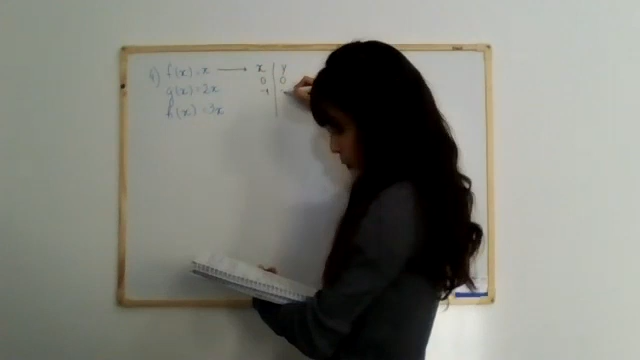 f(x) = x → x | y
0 | 0
-1 | -
g(x) = 2x
h(x) = 3x